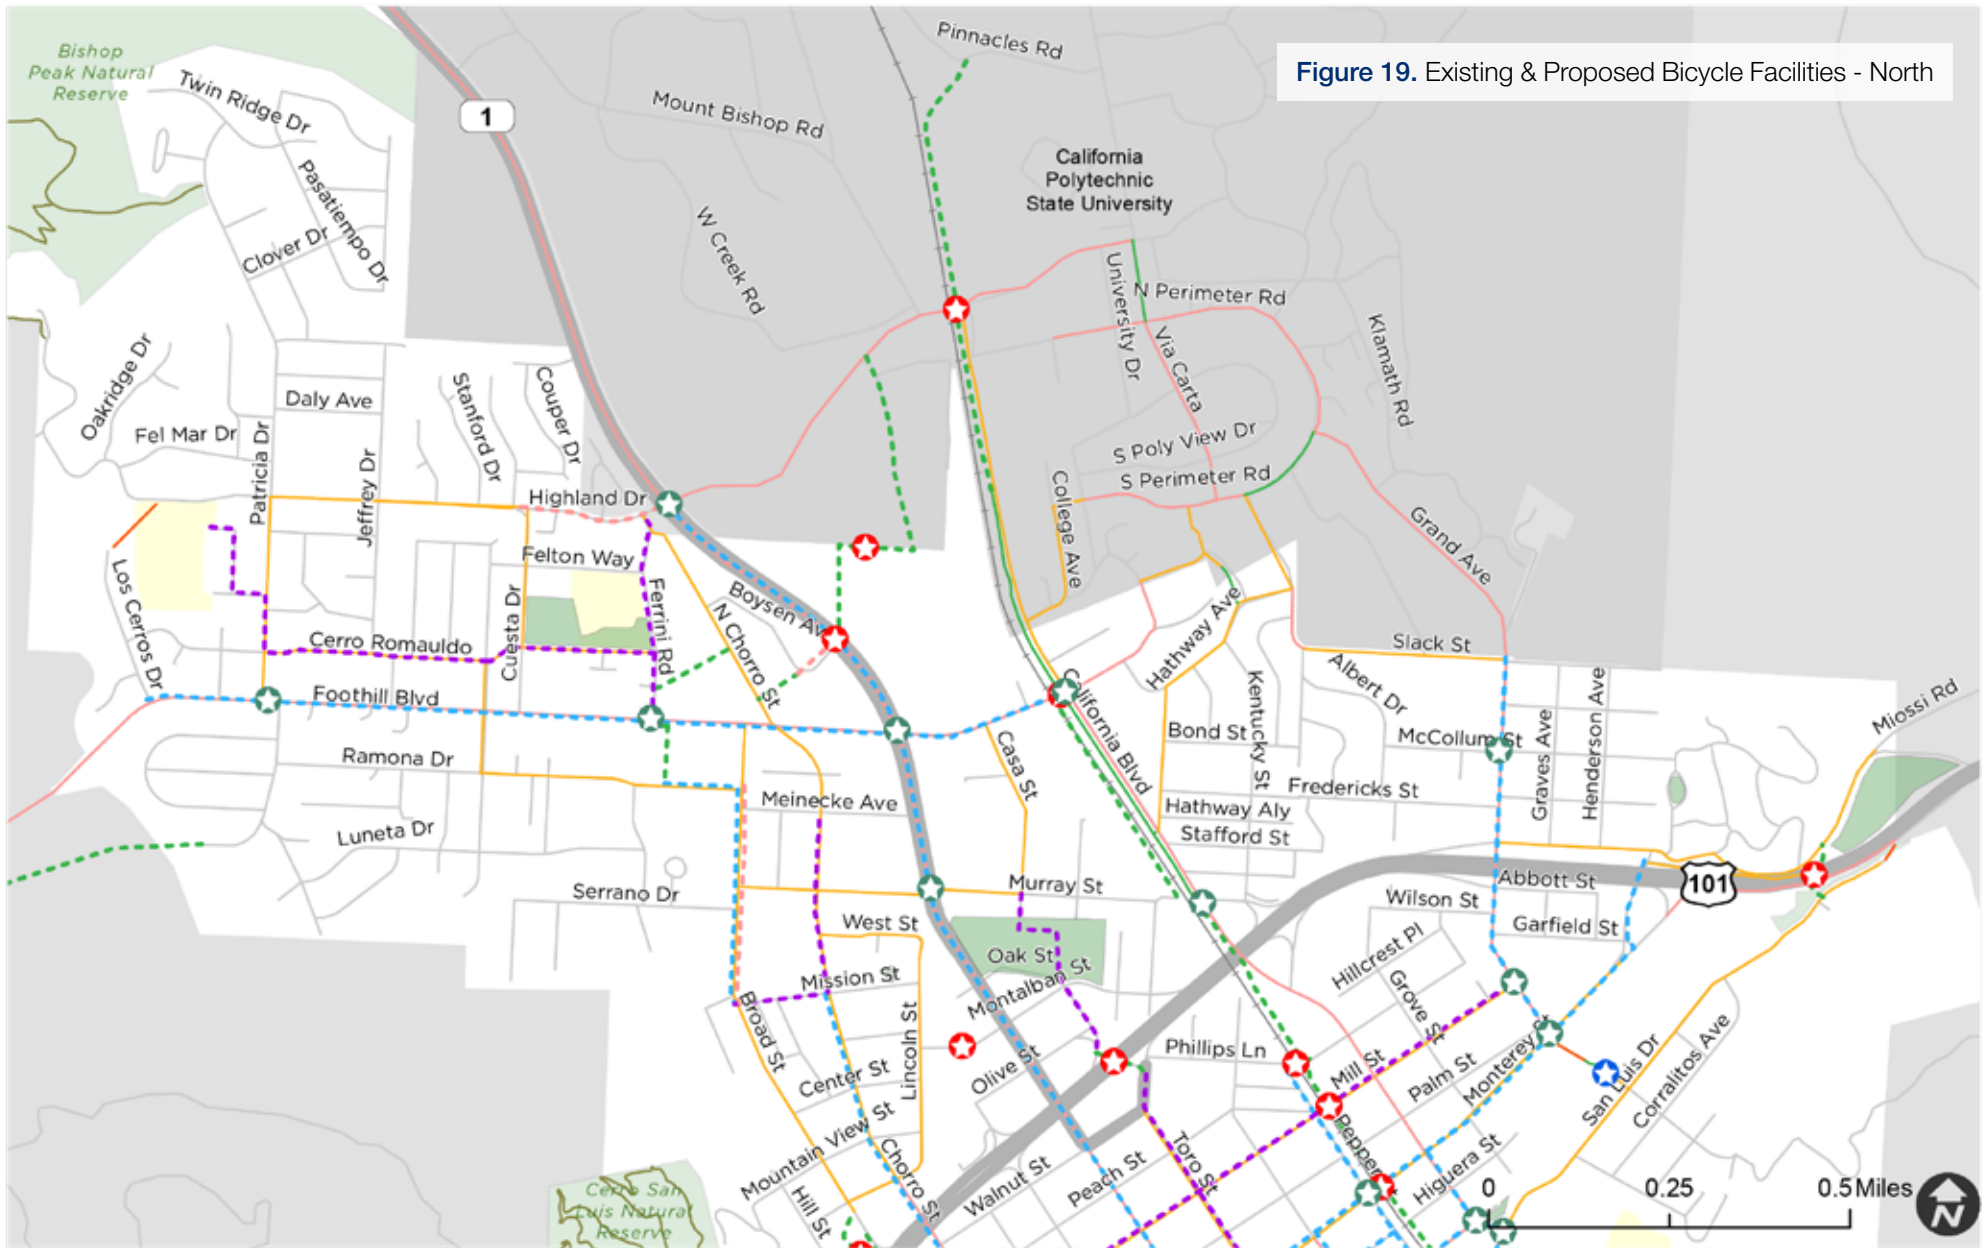 Figure 19. Existing & Proposed Bicycle Facilities - North
Pinnacles Rd
Bishop
Peak Natural
Reserve
Twin Ridge Dr
1
Mount Bishop Rd
California
Polytechnic
State University
Pasatiempo Dr
Clover Dr
W Creek Rd
University Dr
N Perimeter Rd
Via Carta
Klamath Rd
Oakridge Dr
Daly Ave
Stanford Dr
Couper Dr
Fel Mar Dr
Patricia Dr
Jeffrey Dr
Highland Dr
S Poly View Dr
S Perimeter Rd
College Ave
Grand Ave
Felton Way
Los Cerros Dr
Cuesta Dr
Ferrini Rd
Boysen Av
N Chorro St
Hathway Ave
Cerro Romauldo
Slack St
Albert Dr
Foothill Blvd
California Blvd
Kentucky St
Graves Ave
Henderson Ave
Miossi Rd
Bond St
McCollum St
Ramona Dr
Casa St
Meinecke Ave
Fredericks St
Hathway Aly
Stafford St
Luneta Dr
Serrano Dr
Murray St
Abbott St
101
Wilson St
Garfield St
West St
Oak St
Montalban St
Hillcrest Pl
Grove St
Mission St
Broad St
Lincoln St
Olive St
Phillips Ln
Mill St
Palm St
Monterey St
San Luis Dr
Corralitos Ave
Center St
Mountain View St
Chorro St
Hill St
Walnut St
Peach St
Toro St
Pepper
Higuera St
Cerro San
Luis Natural
Reserve
0 0.25 0.5 Miles
N